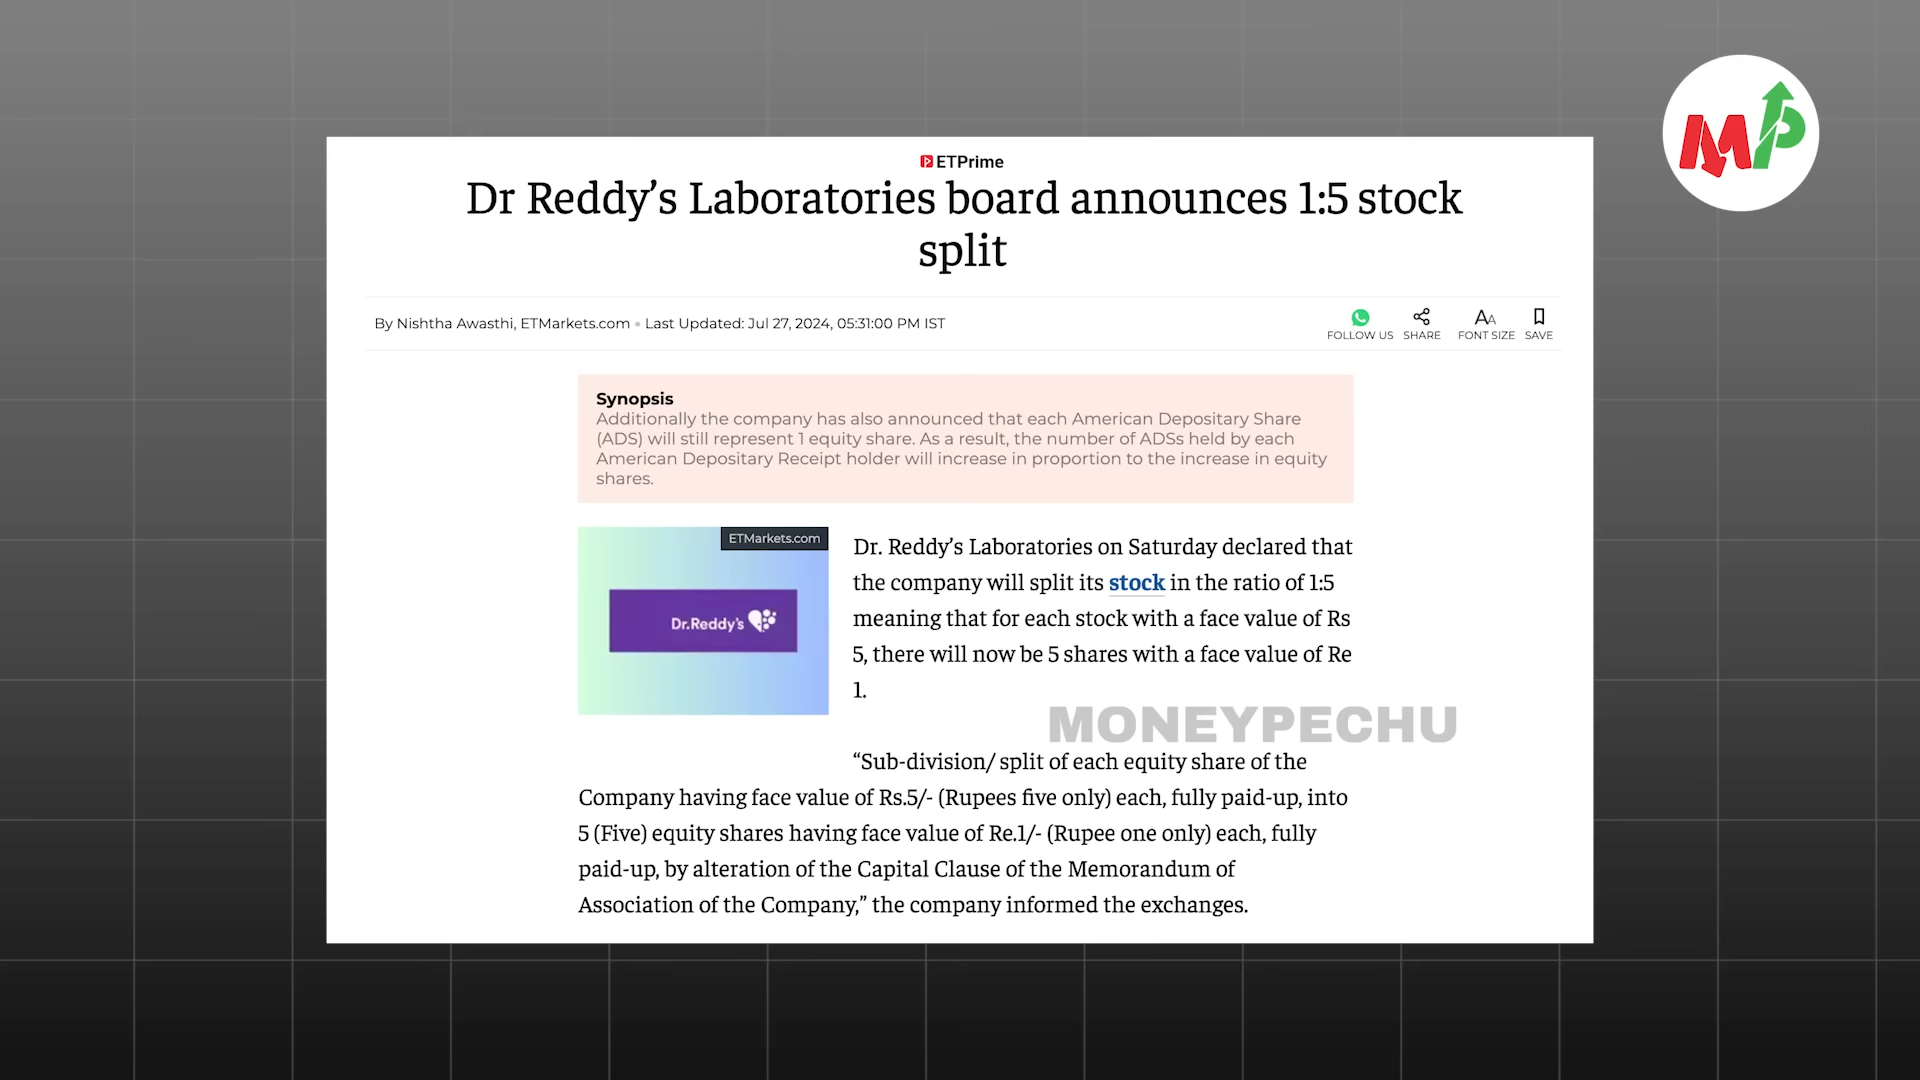 MP
ETPrime
Dr Reddy’s Laboratories board announces 1:5 stock
split
By Nishtha Awasthi, ETMarkets.com • Last Updated: Jul 27, 2024, 05:31:00 PM IST
FOLLOW US SHARE FONT SIZE SAVE
Synopsis
Additionally the company has also announced that each American Depositary Share
(ADS) will still represent 1 equity share. As a result, the number of ADSs held by each
American Depositary Receipt holder will increase in proportion to the increase in equity
shares.
ETMarkets.com
Dr.Reddy's
Dr. Reddy’s Laboratories on Saturday declared that
the company will split its stock in the ratio of 1:5
meaning that for each stock with a face value of Rs
5, there will now be 5 shares with a face value of Re
1.
MONEYPECHU
“Sub-division/ split of each equity share of the
Company having face value of Rs.5/- (Rupees five only) each, fully paid-up, into
5 (Five) equity shares having face value of Re.1/- (Rupee one only) each, fully
paid-up, by alteration of the Capital Clause of the Memorandum of
Association of the Company,” the company informed the exchanges.